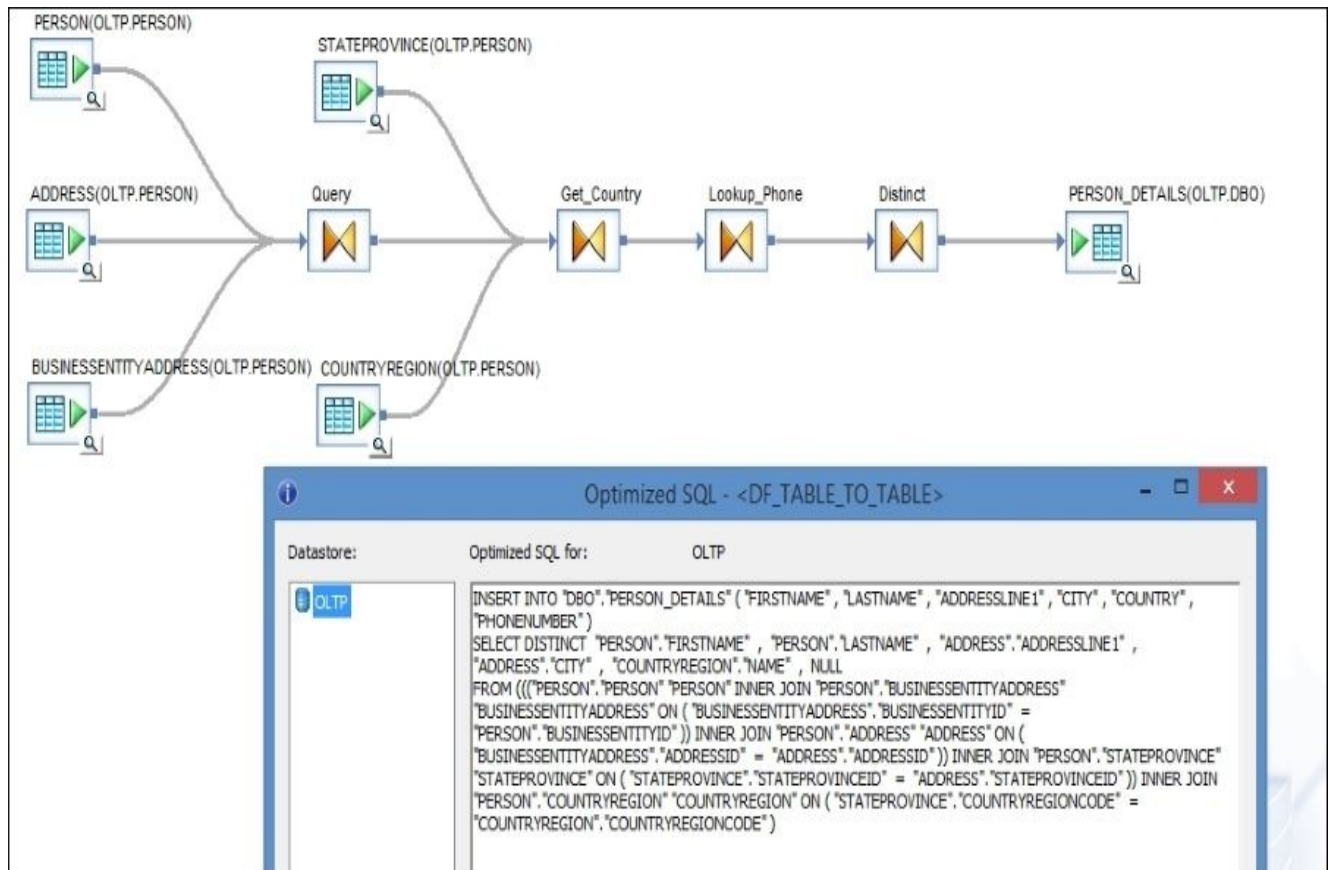 PERSON(OLTP.PERSON)
STATEPROVINCE(OLTP.PERSON)
ADDRESS(OLTP.PERSON)
Query
Get_Country
Lookup_Phone
Distinct
PERSON_DETAILS(OLTP.DBO)
BUSINESSENTITYADDRESS(OLTP.PERSON)
COUNTRYREGION(OLTP.PERSON)
Optimized SQL - <DF_TABLE_TO_TABLE>
Datastore:
Optimized SQL for:
OLTP
OLTP
INSERT INTO "DBO"."PERSON_DETAILS" ( "FIRSTNAME" , "LASTNAME" , "ADDRESSLINE1" , "CITY" , "COUNTRY" ,
"PHONENUMBER" )
SELECT DISTINCT "PERSON"."FIRSTNAME" , "PERSON"."LASTNAME" , "ADDRESS"."ADDRESSLINE1" ,
"ADDRESS"."CITY" , "COUNTRYREGION"."NAME" , NULL
FROM ((("PERSON"."PERSON" "PERSON" INNER JOIN "PERSON"."BUSINESSENTITYADDRESS"
"BUSINESSENTITYADDRESS" ON ( "BUSINESSENTITYADDRESS"."BUSINESSENTITYID" =
"PERSON"."BUSINESSENTITYID" )) INNER JOIN "PERSON"."ADDRESS" "ADDRESS" ON (
"BUSINESSENTITYADDRESS"."ADDRESSID" = "ADDRESS"."ADDRESSID" )) INNER JOIN "PERSON"."STATEPROVINCE"
"STATEPROVINCE" ON ( "STATEPROVINCE"."STATEPROVINCEID" = "ADDRESS"."STATEPROVINCEID" )) INNER JOIN
"PERSON"."COUNTRYREGION" "COUNTRYREGION" ON ( "STATEPROVINCE"."COUNTRYREGIONCODE" =
"COUNTRYREGION"."COUNTRYREGIONCODE" )